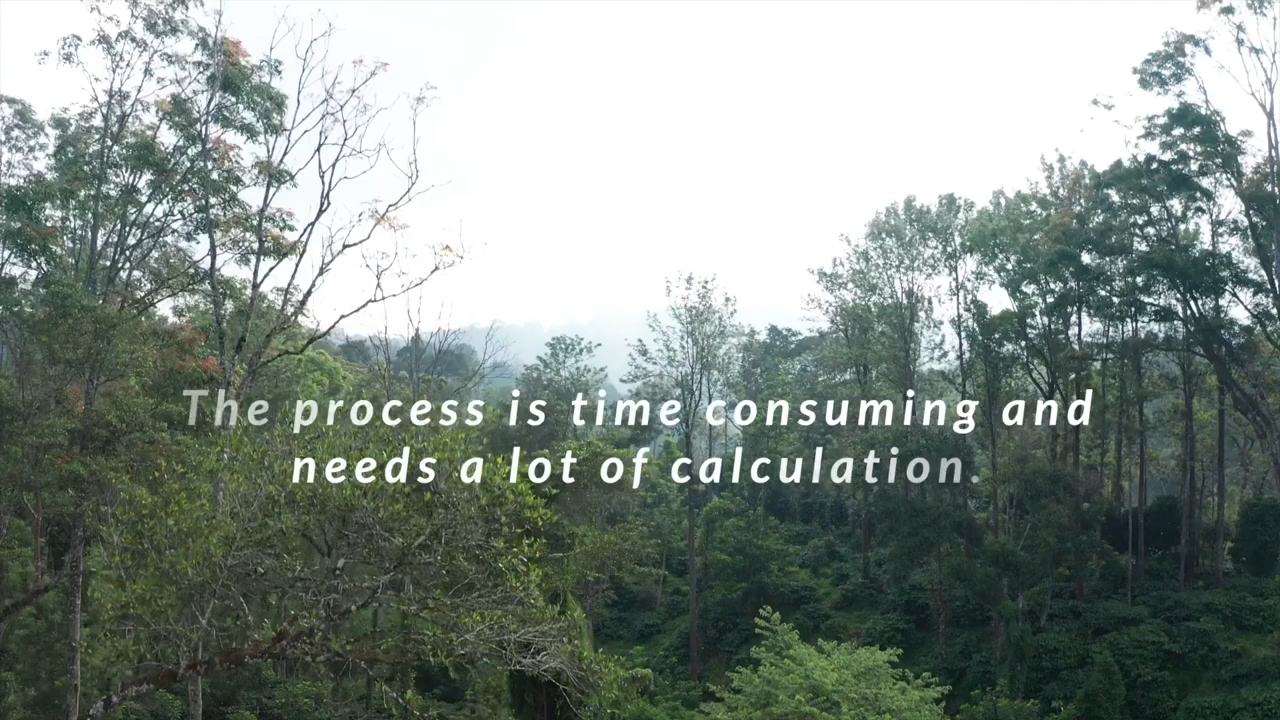 The process is time consuming and
needs a lot of calculation.